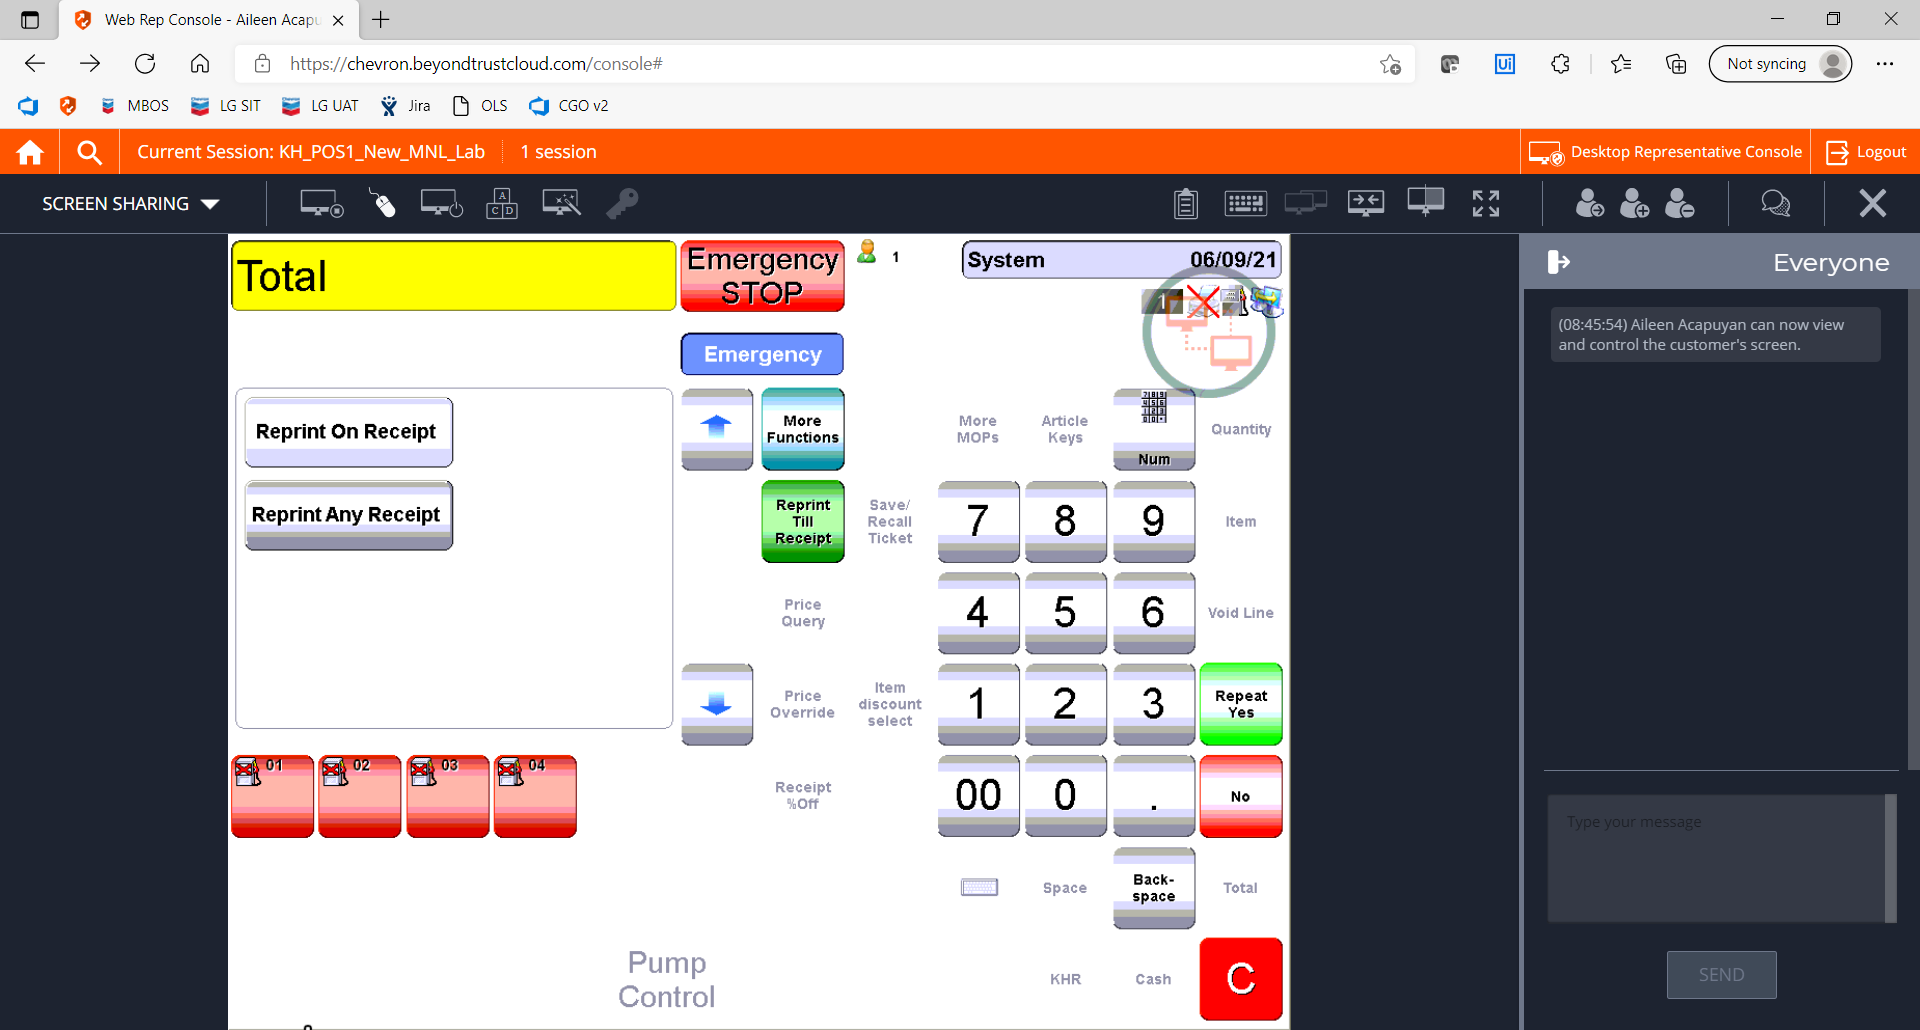 Web Rep Console - Aileen Acapu
https://chevron.beyondtrustcloud.com/console#
Not syncing
MBOS
LG SIT
LG UAT
Jira
OLS
CGO v2
Current Session: KH_POS1_New_MNL_Lab
1 session
Desktop Representative Console
Logout
SCREEN SHARING
A
C D
Total
Emergency
STOP
1
System 06/09/21
1
Emergency
Everyone
(08:45:54) Aileen Acapuyan can now view
and control the customer's screen.
Reprint On Receipt
Reprint Any Receipt
More
Functions
More
MOPs
Article
Keys
Num
Quantity
Reprint
Till
Receipt
Save/
Recall
Ticket
7
8
9
Item
Price
Query
4
5
6
Void Line
Price
Override
Item
discount
select
1
2
3
Repeat
Yes
01
02
03
04
Receipt
%Off
00
0
.
No
Space
Back-
space
Total
Pump
Control
KHR
Cash
C
Type your message
SEND